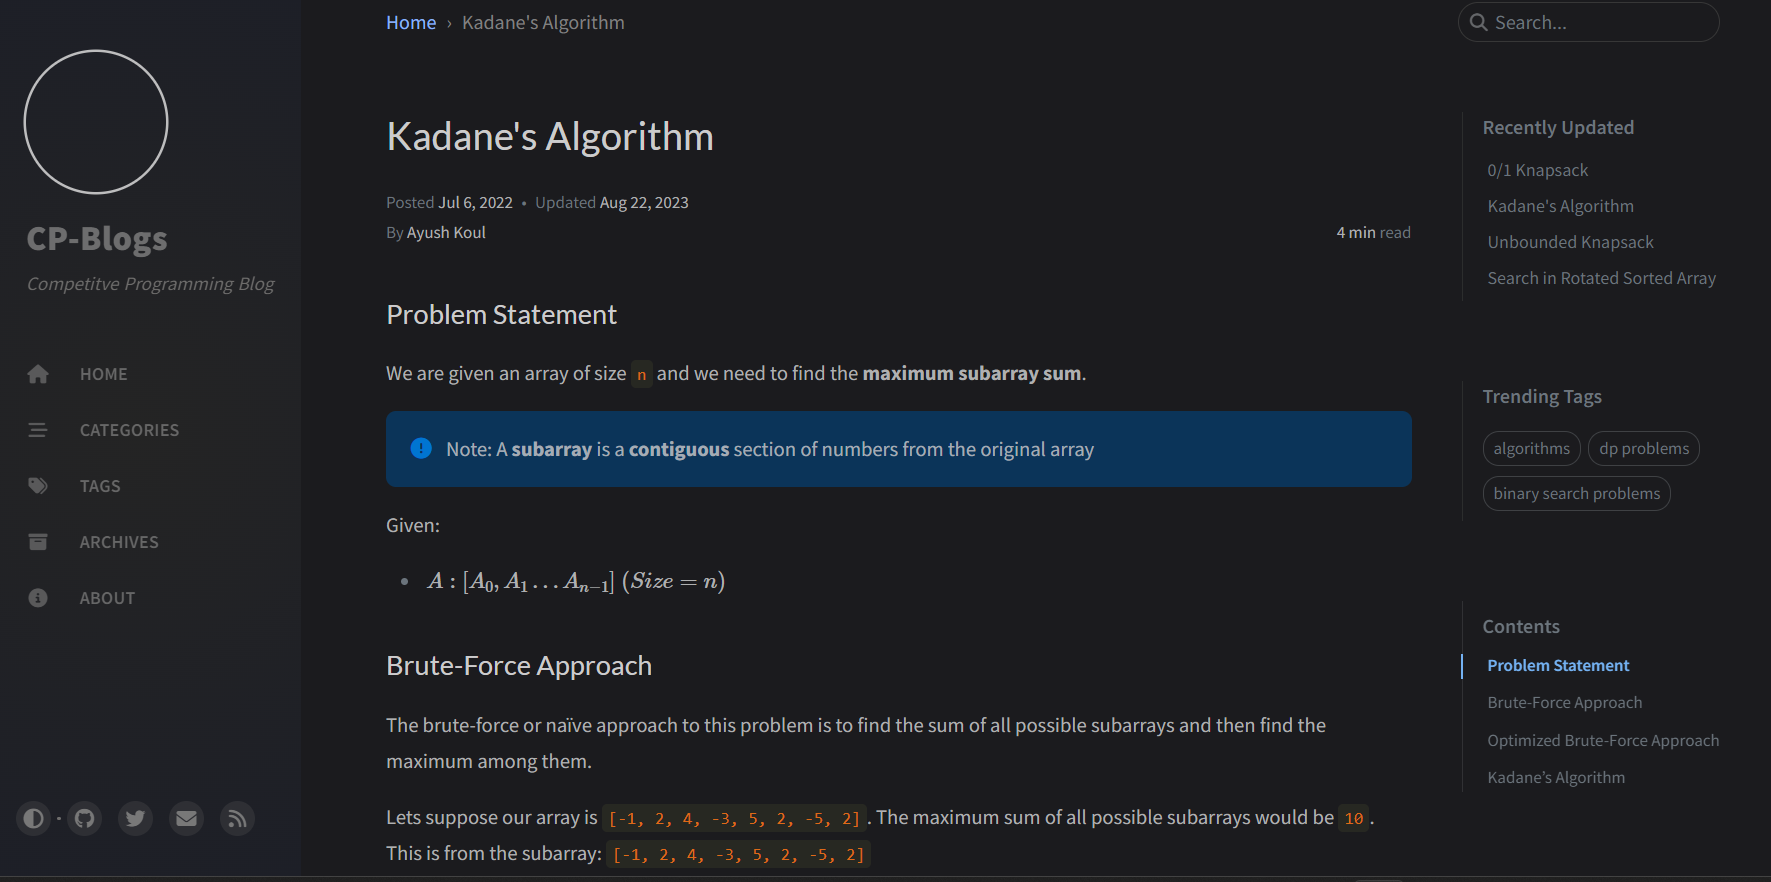 CP-Blogs
Competitve Programming Blog
HOME
CATEGORIES
TAGS
ARCHIVES
ABOUT
Home › Kadane's Algorithm
Search...
Kadane's Algorithm
Posted Jul 6, 2022 • Updated Aug 22, 2023
By Ayush Koul
4 min read
Problem Statement
We are given an array of size n and we need to find the maximum subarray sum.
Note: A subarray is a contiguous section of numbers from the original array
Given:
• A : [A₀, A₁ … Aₙ₋₁] (Size = n)
Brute-Force Approach
The brute-force or naïve approach to this problem is to find the sum of all possible subarrays and then find the
maximum among them.
Lets suppose our array is [-1, 2, 4, -3, 5, 2, -5, 2]. The maximum sum of all possible subarrays would be 10.
This is from the subarray: [-1, 2, 4, -3, 5, 2, -5, 2]
Recently Updated
0/1 Knapsack
Kadane's Algorithm
Unbounded Knapsack
Search in Rotated Sorted Array
Trending Tags
algorithms
dp problems
binary search problems
Contents
Problem Statement
Brute-Force Approach
Optimized Brute-Force Approach
Kadane’s Algorithm